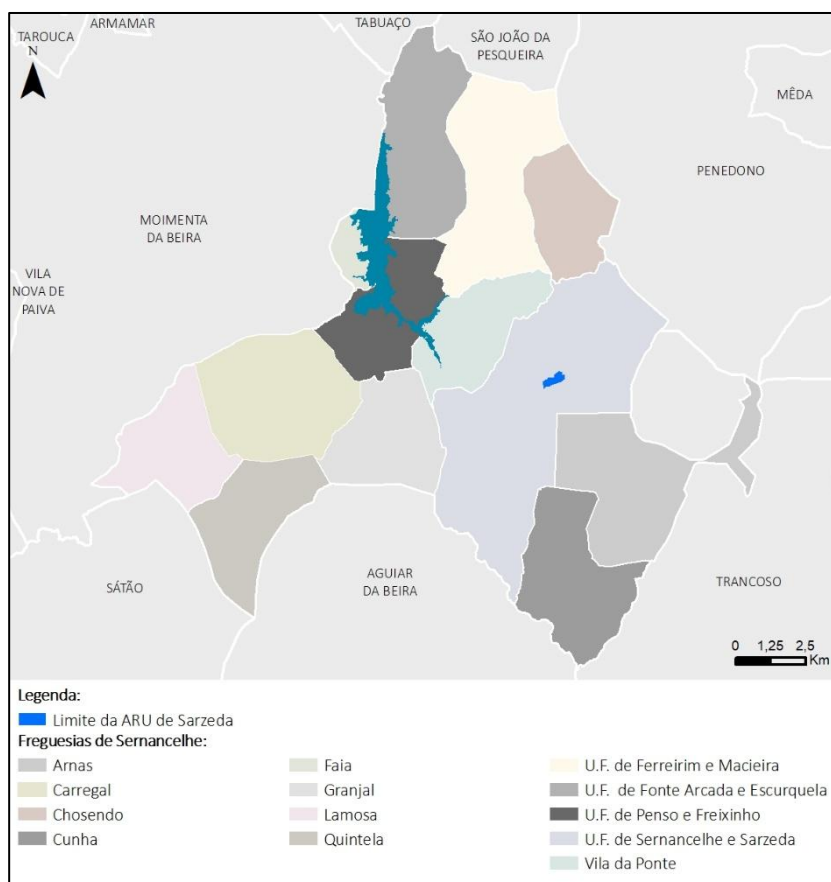 ARMAMAR
TABUAÇO
TAROUCA
SÃO JOÃO DA
PESQUEIRA
N
MÊDA
PENEDONO
MOIMENTA
DA BEIRA
VILA
NOVA DE
PAIVA
SÁTÃO
AGUIAR
DA BEIRA
TRANCOSO
0 1,25 2,5
Km
Legenda:
Limite da ARU de Sarzeda
Freguesias de Sernancelhe:
Arnas
Carregal
Chosendo
Cunha
Faia
Granjal
Lamosa
Quintela
U.F. de Ferreirim e Macieira
U.F. de Fonte Arcada e Escurquela
U.F. de Penso e Freixinho
U.F. de Sernancelhe e Sarzeda
Vila da Ponte